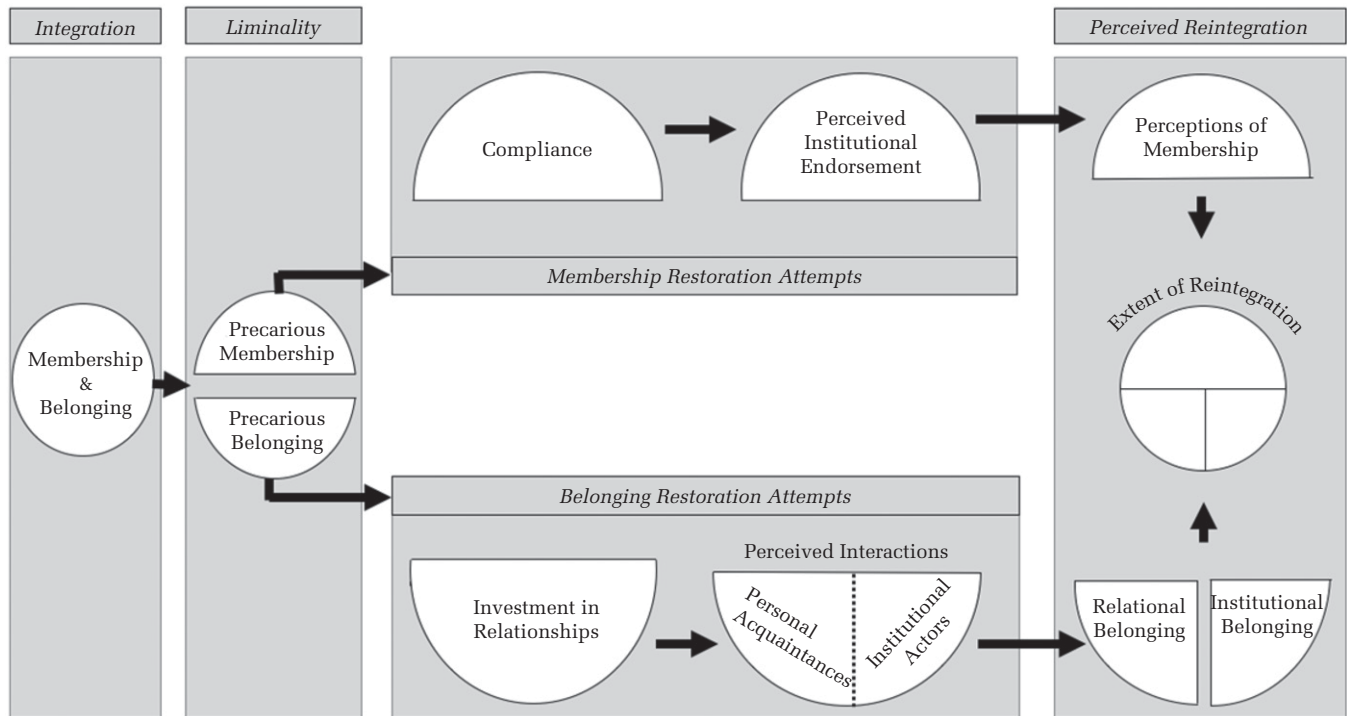 Integration
Liminality
Perceived Reintegration
Membership
&
Belonging
Precarious
Membership
Precarious
Belonging
Compliance
Perceived
Institutional
Endorsement
Membership Restoration Attempts
Belonging Restoration Attempts
Investment in
Relationships
Perceived Interactions
Personal
Acquaintances
Institutional
Actors
Perceptions of
Membership
Extent of Reintegration
Relational
Belonging
Institutional
Belonging